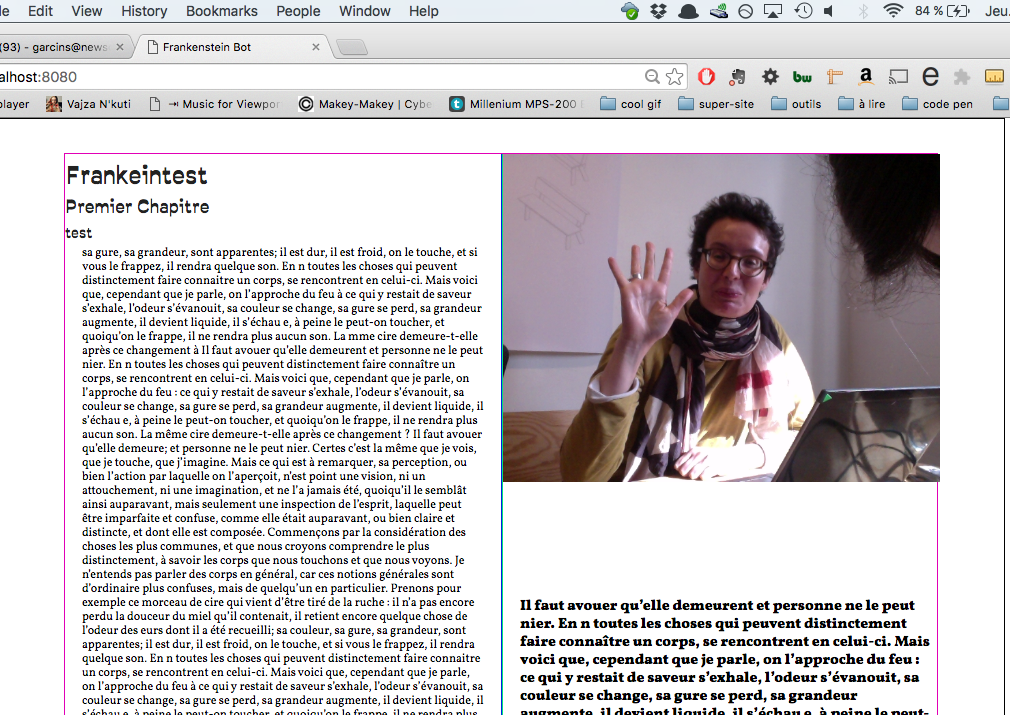 le Edit View History Bookmarks People Window Help 84 % Jeu.
(93) - garcins@news Frankenstein Bot
alhost:8080
player Vajza N'kuti ⇥ Music for Viewpor Makey-Makey | Cybe Millenium MPS-200 cool gif super-site outils à lire code pen
Frankeintest
Premier Chapitre
test
sa gure, sa grandeur, sont apparentes; il est dur, il est froid, on le touche, et si
vous le frappez, il rendra quelque son. En n toutes les choses qui peuvent
distinctement faire connaitre un corps, se rencontrent en celui-ci. Mais voici
que, cependant que je parle, on l'approche du feu à ce qui y restait de saveur
s'exhale, l'odeur s'évanouit, sa couleur se change, sa gure se perd, sa grandeur
augmente, il devient liquide, il s'échau e, à peine le peut-on toucher, et
quoiqu'on le frappe, il ne rendra plus aucun son. La mme cire demeure-t-elle
après ce changement à Il faut avouer qu'elle demeurent et personne ne le peut
nier. En n toutes les choses qui peuvent distinctement faire connaître un
corps, se rencontrent en celui-ci. Mais voici que, cependant que je parle, on
l'approche du feu : ce qui y restait de saveur s'exhale, l'odeur s'évanouit, sa
couleur se change, sa gure se perd, sa grandeur augmente, il devient liquide, il
s'échau e, à peine le peut-on toucher, et quoiqu'on le frappe, il ne rendra plus
aucun son. La même cire demeure-t-elle après ce changement ? Il faut avouer
qu'elle demeure; et personne ne le peut nier. Certes c'est la même que je vois,
que je touche, que j'imagine. Mais ce qui est à remarquer, sa perception, ou
bien l'action par laquelle on l'aperçoit, n'est point une vision, ni un
attouchement, ni une imagination, et ne l'a jamais été, quoiqu'il le semblât
ainsi auparavant, mais seulement une inspection de l'esprit, laquelle peut
être imparfaite et confuse, comme elle était auparavant, ou bien claire et
distincte, et dont elle est composée. Commençons par la considération des
choses les plus communes, et que nous croyons comprendre le plus
distinctement, à savoir les corps que nous touchons et que nous voyons. Je
n'entends pas parler des corps en général, car ces notions générales sont
d'ordinaire plus confuses, mais de quelqu'un en particulier. Prenons pour
exemple ce morceau de cire qui vient d'être tiré de la ruche : il n'a pas encore
perdu la douceur du miel qu'il contenait, il retient encore quelque chose de
l'odeur des eurs dont il a été recueilli; sa couleur, sa gure, sa grandeur, sont
apparentes; il est dur, il est froid, on le touche, et si vous le frappez, il rendra
quelque son. En n toutes les choses qui peuvent distinctement faire connaitre
un corps, se rencontrent en celui-ci. Mais voici que, cependant que je parle,
on l'approche du feu à ce qui y restait de saveur s'exhale, l'odeur s'évanouit, sa
couleur se change, sa gure se perd, sa grandeur augmente, il devient liquide, il
s'échau e, à peine le peut-on toucher, et quoiqu'on le frappe, il ne rendra plus
Il faut avouer qu'elle demeurent et personne ne le peut
nier. En n toutes les choses qui peuvent distinctement
faire connaître un corps, se rencontrent en celui-ci. Mais
voici que, cependant que je parle, on l'approche du feu :
ce qui y restait de saveur s'exhale, l'odeur s'évanouit, sa
couleur se change, sa gure se perd, sa grandeur
augmente, il devient liquide, il s'échau e, à peine le peut-